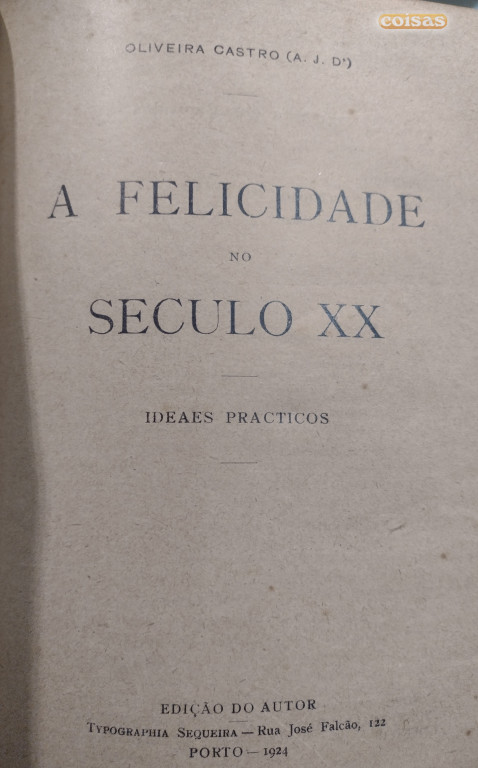 coisas
OLIVEIRA CASTRO (A. J. D')
A FELICIDADE
NO
SECULO XX
IDEAES PRACTICOS
EDIÇÃO DO AUTOR
TYPOGRAPHIA SEQUEIRA — Rua José Falcão, 122
PORTO — 1924